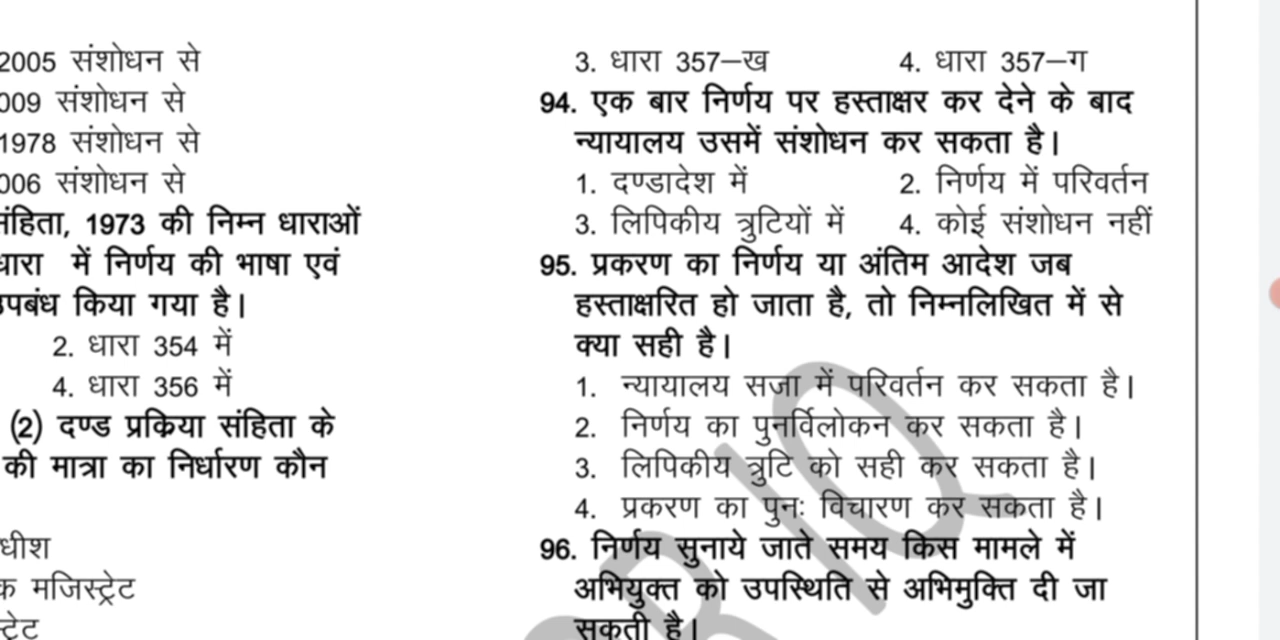 2005 संशोधन से
009 संशोधन से
1978 संशोधन से
006 संशोधन से
संहिता, 1973 की निम्न धाराओं
धारा में निर्णय की भाषा एवं
उपबंध किया गया है।
2. धारा 354 में
4. धारा 356 में
(2) दण्ड प्रक्रिया संहिता के
की मात्रा का निर्धारण कौन
धीश
क मजिस्ट्रेट
स्ट्रेट
3. धारा 357–ख 4. धारा 357–ग
94. एक बार निर्णय पर हस्ताक्षर कर देने के बाद
न्यायालय उसमें संशोधन कर सकता है।
1. दण्डादेश में 2. निर्णय में परिवर्तन
3. लिपिकीय त्रुटियों में 4. कोई संशोधन नहीं
95. प्रकरण का निर्णय या अंतिम आदेश जब
हस्ताक्षरित हो जाता है, तो निम्नलिखित में से
क्या सही है।
1. न्यायालय सजा में परिवर्तन कर सकता है।
2. निर्णय का पुनर्विलोकन कर सकता है।
3. लिपिकीय त्रुटि को सही कर सकता है।
4. प्रकरण का पुनः विचारण कर सकता है।
96. निर्णय सुनाये जाते समय किस मामले में
अभियुक्त को उपस्थिति से अभिमुक्ति दी जा
सकती है।